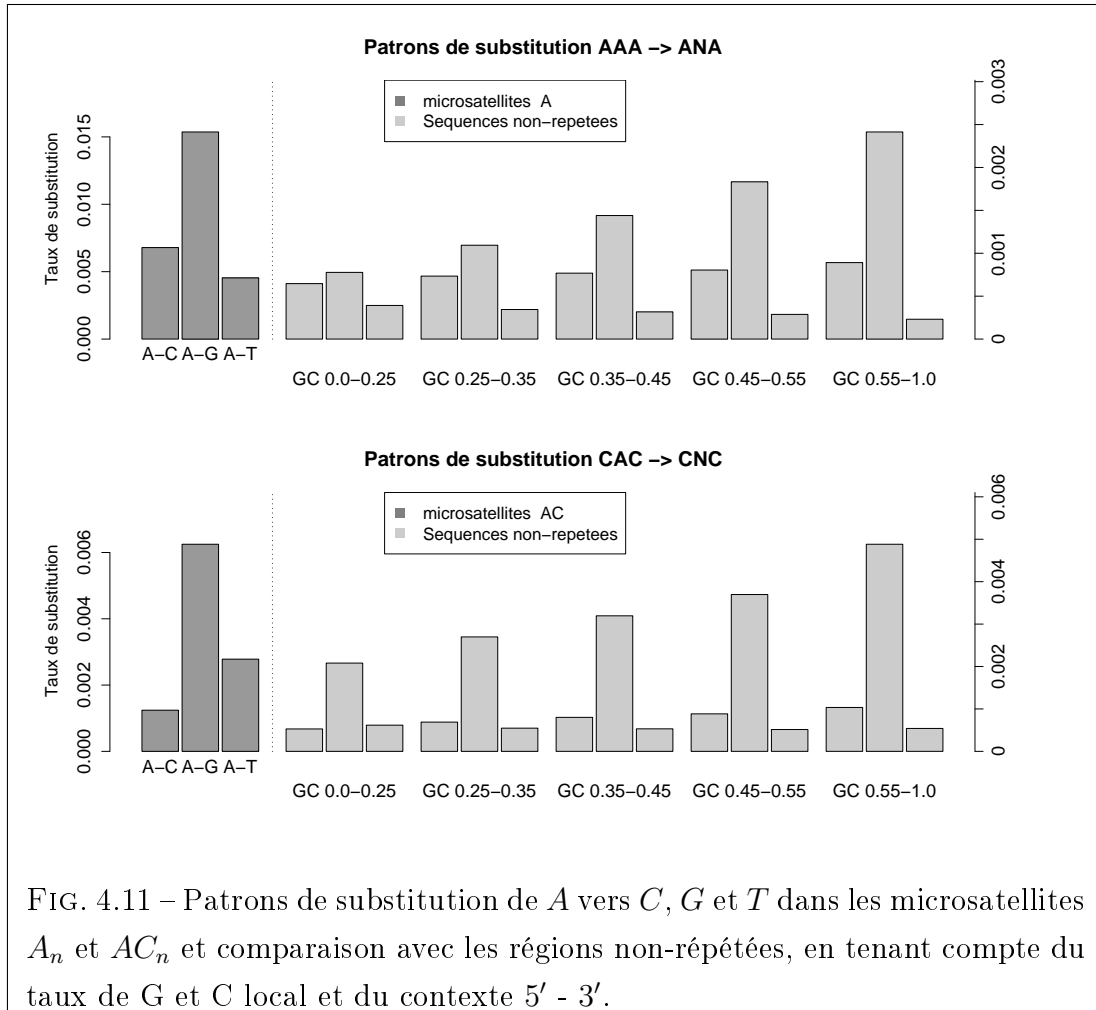 Patrons de substitution AAA −> ANA
microsatellites A
Sequences non−repetees
Taux de substitution
0.000
0.005
0.010
0.015
0
0.001
0.002
0.003
A−C A−G A−T
GC 0.0−0.25 GC 0.25−0.35 GC 0.35−0.45 GC 0.45−0.55 GC 0.55−1.0
Patrons de substitution CAC −> CNC
microsatellites AC
Sequences non−repetees
Taux de substitution
0.000
0.002
0.004
0.006
0
0.002
0.004
0.006
A−C A−G A−T
GC 0.0−0.25 GC 0.25−0.35 GC 0.35−0.45 GC 0.45−0.55 GC 0.55−1.0
FIG. 4.11 – Patrons de substitution de A vers C, G et T dans les microsatellites
Aₙ et ACₙ et comparaison avec les régions non-répétées, en tenant compte du
taux de G et C local et du contexte 5′ - 3′.